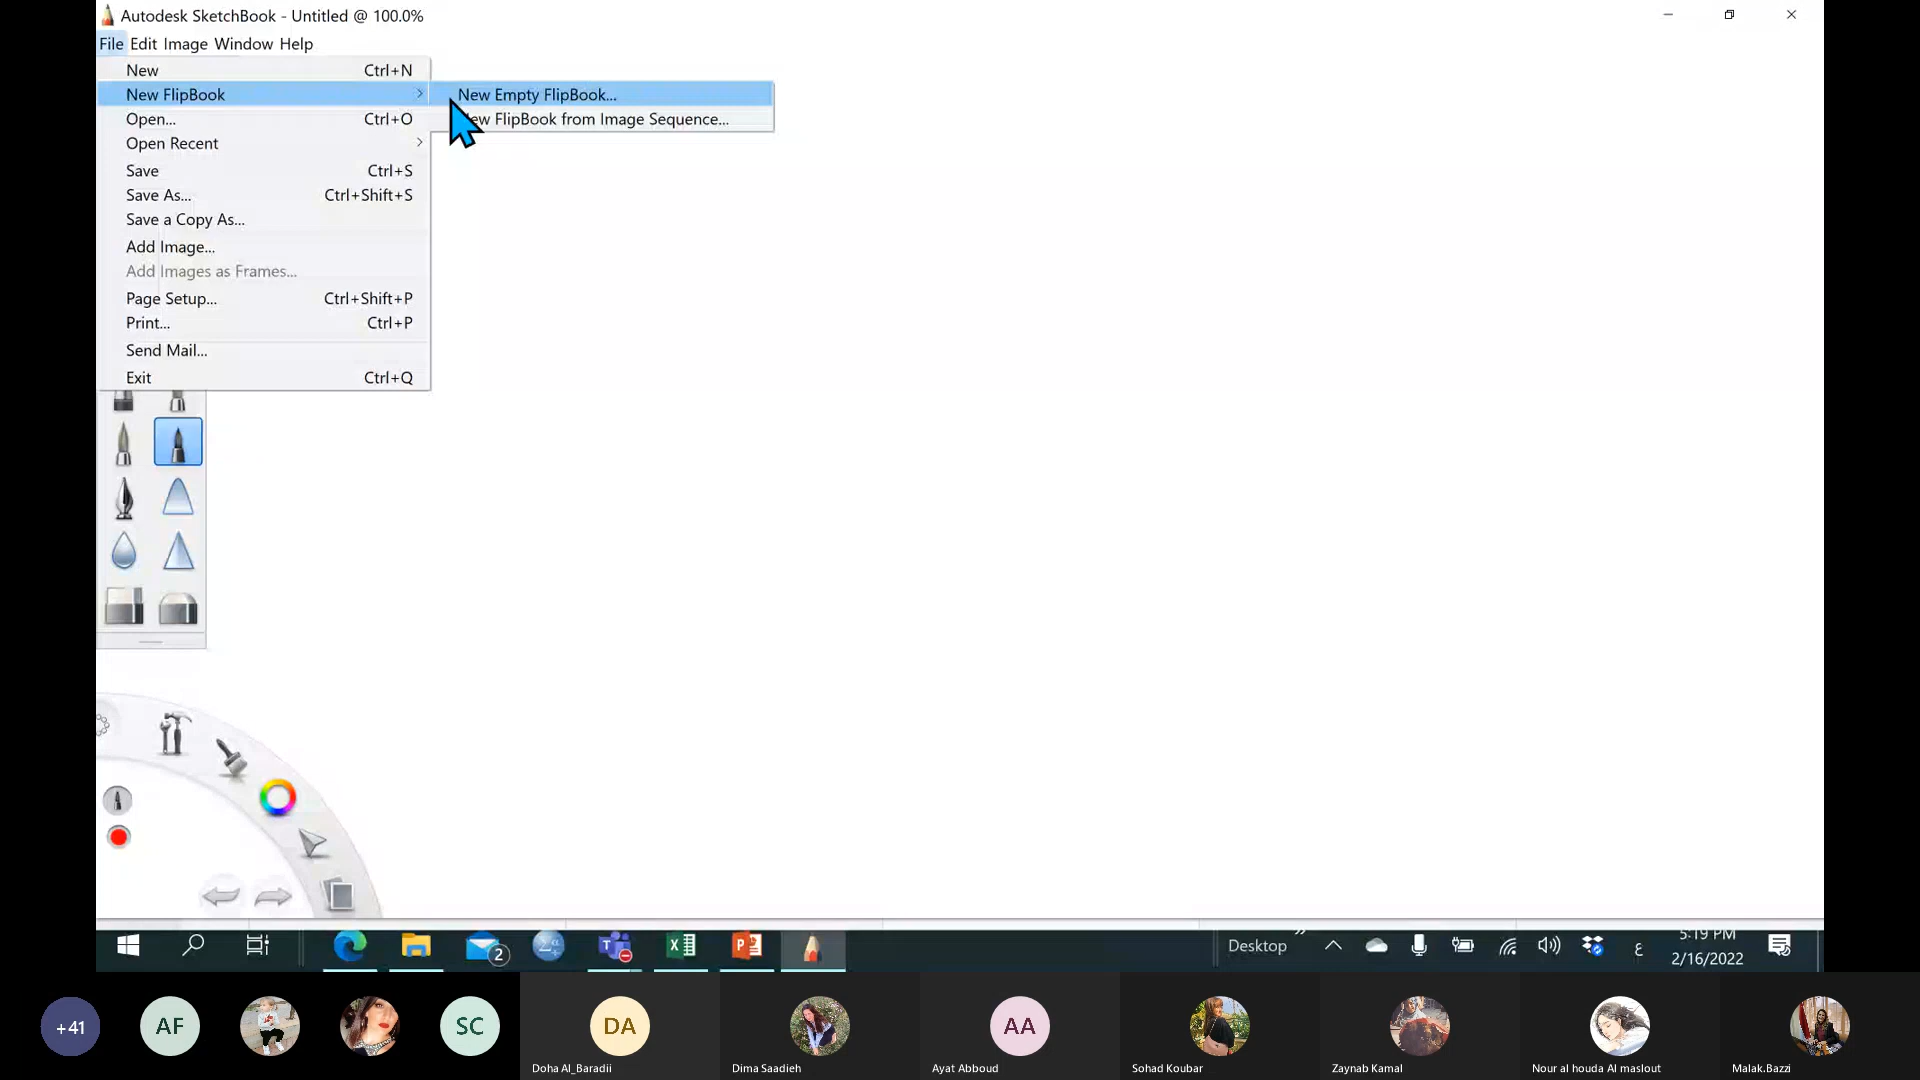 Autodesk SketchBook - Untitled @ 100.0%
File Edit Image Window Help
New Ctrl+N
New FlipBook
New Empty FlipBook...
Open... Ctrl+O
FlipBook from Image Sequence...
Open Recent
Save Ctrl+S
Save As... Ctrl+Shift+S
Save a Copy As...
Add Image...
Add Images as Frames...
Page Setup... Ctrl+Shift+P
Print... Ctrl+P
Send Mail...
Exit Ctrl+Q
2
Desktop
ع
5:19 PM
2/16/2022
+41
AF
SC
DA
AA
Doha Al_Baradii
Dima Saadieh
Ayat Abboud
Sohad Koubar
Zaynab Kamal
Nour al houda Al maslout
Malak.Bazzi